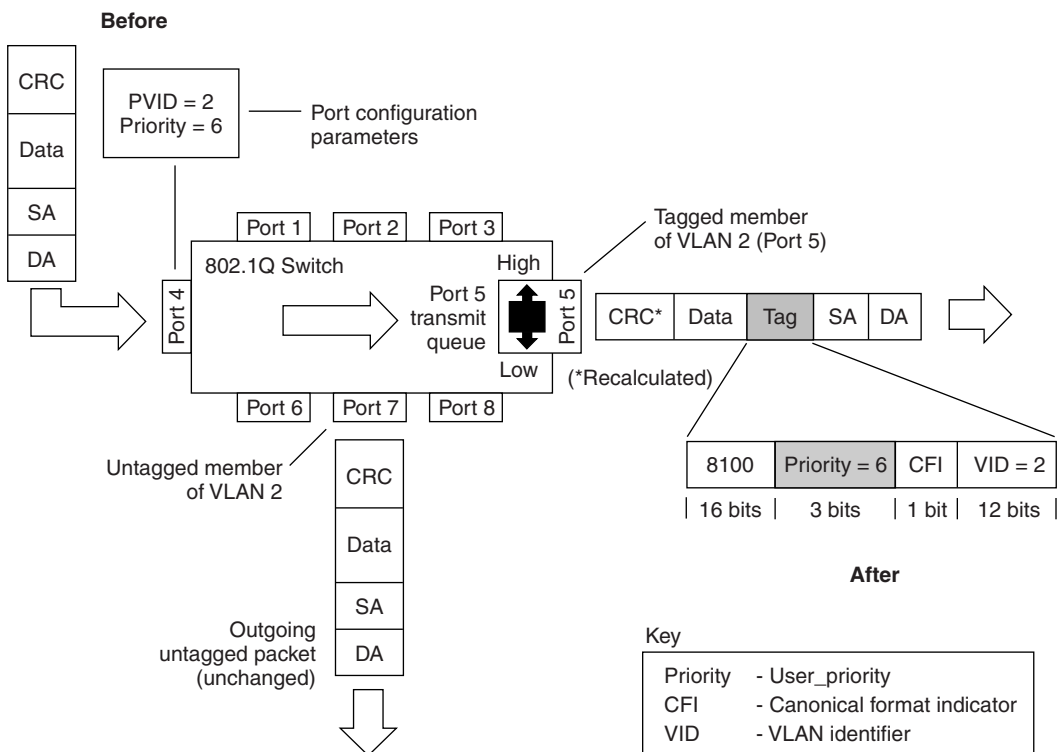 Before
CRC
Data
SA
DA
PVID = 2
Priority = 6
Port configuration
parameters
Port 1
Port 2
Port 3
802.1Q Switch
Port 4
High
Port 5
transmit
queue
Low
Port 5
Tagged member
of VLAN 2 (Port 5)
CRC*
Data
Tag
SA
DA
(*Recalculated)
Port 6
Port 7
Port 8
Untagged member
of VLAN 2
CRC
Data
SA
DA
Outgoing
untagged packet
(unchanged)
8100
Priority = 6
CFI
VID = 2
16 bits
3 bits
1 bit
12 bits
After
Key
Priority - User_priority
CFI - Canonical format indicator
VID - VLAN identifier